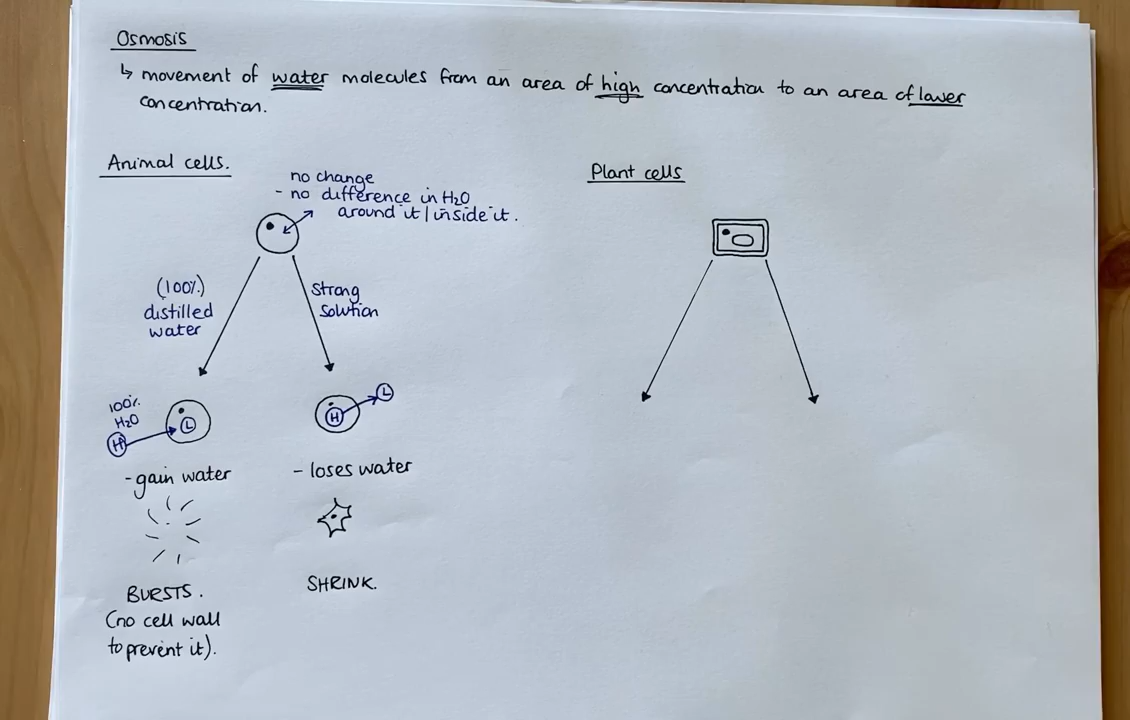 Osmosis
↳ movement of water molecules from an area of high concentration to an area of lower
concentration.
Animal cells.
no change
- no difference in H₂O
around it / inside it.
(100%)
distilled
water
Strong
solution
100%
H₂O
H
L
H
L
- gain water
- loses water
BURSTS.
(no cell wall
to prevent it).
SHRINK.
Plant cells